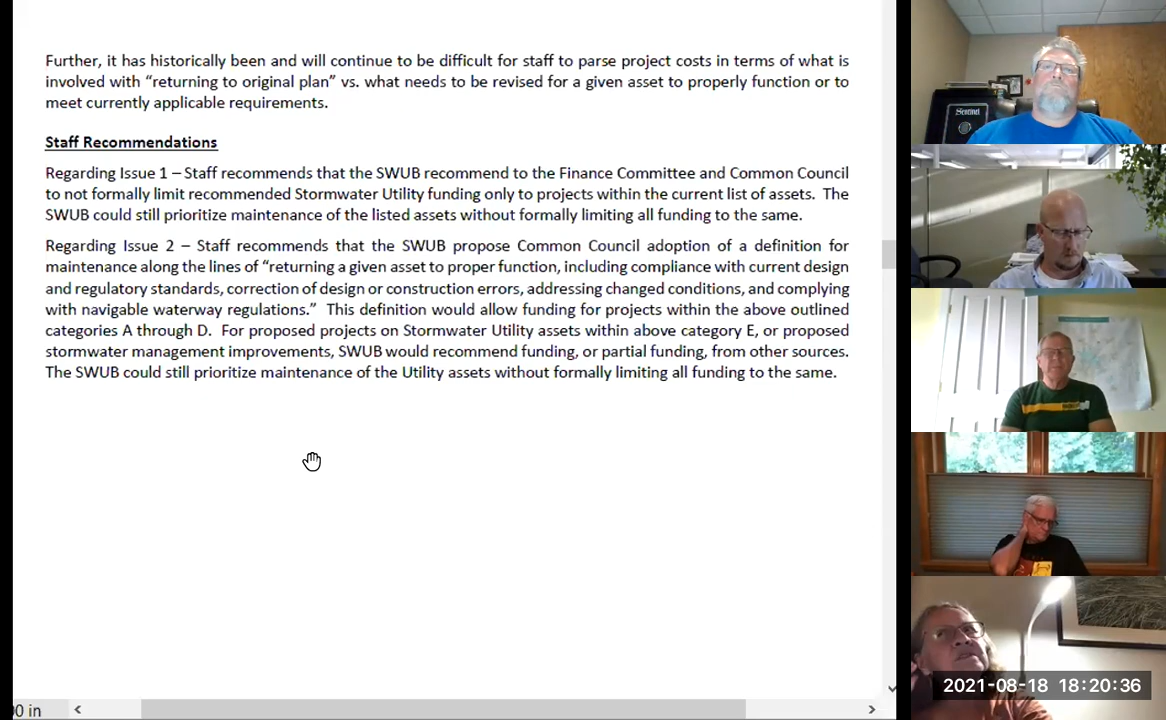 Further, it has historically been and will continue to be difficult for staff to parse project costs in terms of what is
involved with “returning to original plan” vs. what needs to be revised for a given asset to properly function or to
meet currently applicable requirements.
Staff Recommendations
Regarding Issue 1 – Staff recommends that the SWUB recommend to the Finance Committee and Common Council
to not formally limit recommended Stormwater Utility funding only to projects within the current list of assets. The
SWUB could still prioritize maintenance of the listed assets without formally limiting all funding to the same.
Regarding Issue 2 – Staff recommends that the SWUB propose Common Council adoption of a definition for
maintenance along the lines of “returning a given asset to proper function, including compliance with current design
and regulatory standards, correction of design or construction errors, addressing changed conditions, and complying
with navigable waterway regulations.” This definition would allow funding for projects within the above outlined
categories A through D. For proposed projects on Stormwater Utility assets within above category E, or proposed
stormwater management improvements, SWUB would recommend funding, or partial funding, from other sources.
The SWUB could still prioritize maintenance of the Utility assets without formally limiting all funding to the same.
0 in
Sentinel
2021-08-18 18:20:36